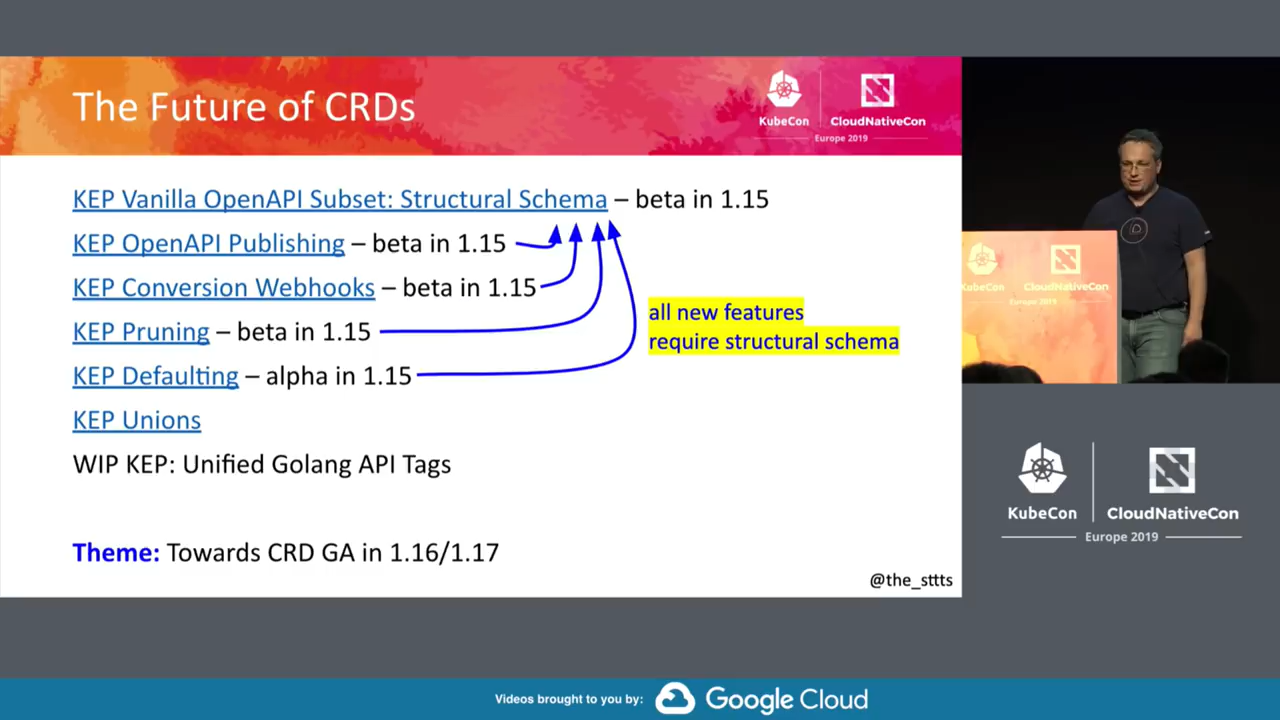 The Future of CRDs
KubeCon
CloudNativeCon
Europe 2019
KEP Vanilla OpenAPI Subset: Structural Schema – beta in 1.15
KEP OpenAPI Publishing – beta in 1.15
KEP Conversion Webhooks – beta in 1.15
KEP Pruning – beta in 1.15
KEP Defaulting – alpha in 1.15
KEP Unions
WIP KEP: Unified Golang API Tags
all new features
require structural schema
Theme: Towards CRD GA in 1.16/1.17
@the_sttts
KubeCon
CloudNativeCon
Europe 2019
KubeCon
CloudNativeCon
Europe 2019
Videos brought to you by:
Google Cloud